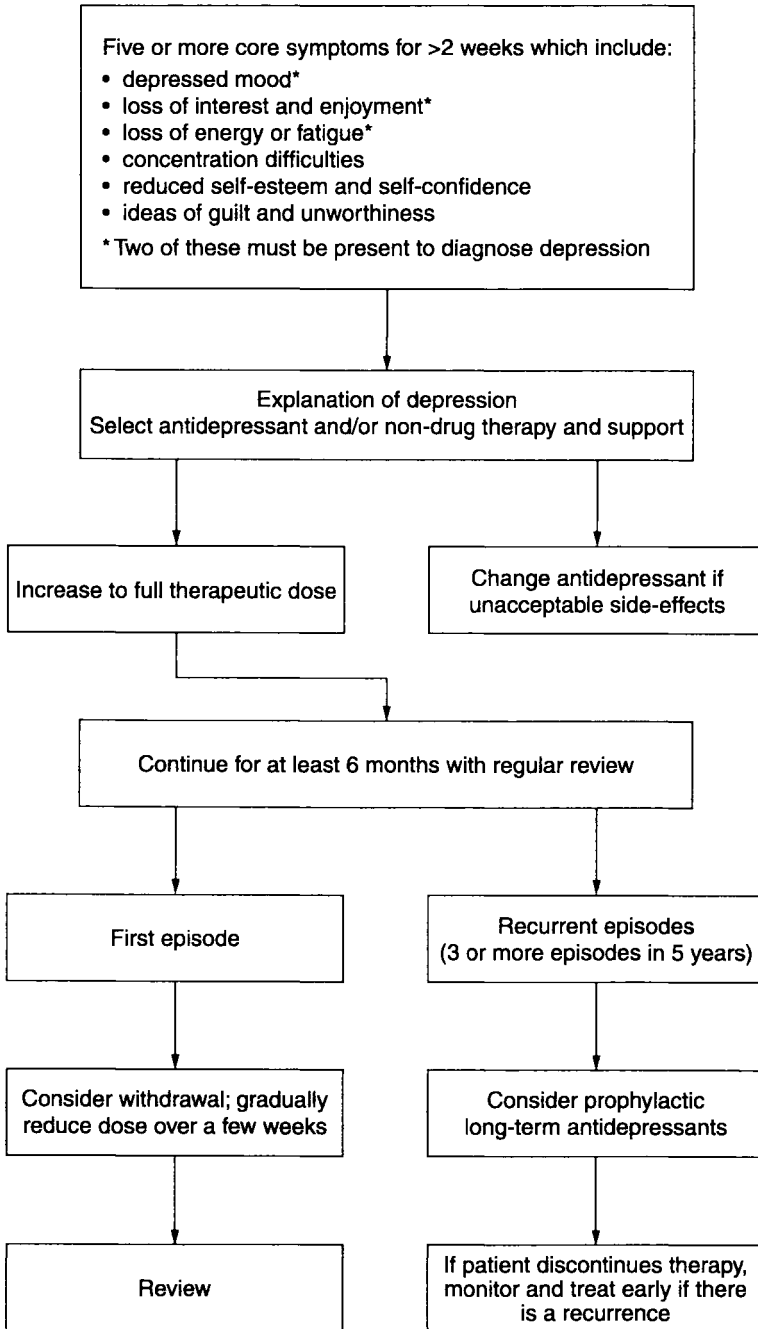 Five or more core symptoms for >2 weeks which include:
• depressed mood*
• loss of interest and enjoyment*
• loss of energy or fatigue*
• concentration difficulties
• reduced self-esteem and self-confidence
• ideas of guilt and unworthiness
* Two of these must be present to diagnose depression
Explanation of depression
Select antidepressant and/or non-drug therapy and support
Increase to full therapeutic dose
Change antidepressant if
unacceptable side-effects
Continue for at least 6 months with regular review
First episode
Recurrent episodes
(3 or more episodes in 5 years)
Consider withdrawal; gradually
reduce dose over a few weeks
Consider prophylactic
long-term antidepressants
Review
If patient discontinues therapy,
monitor and treat early if there
is a recurrence